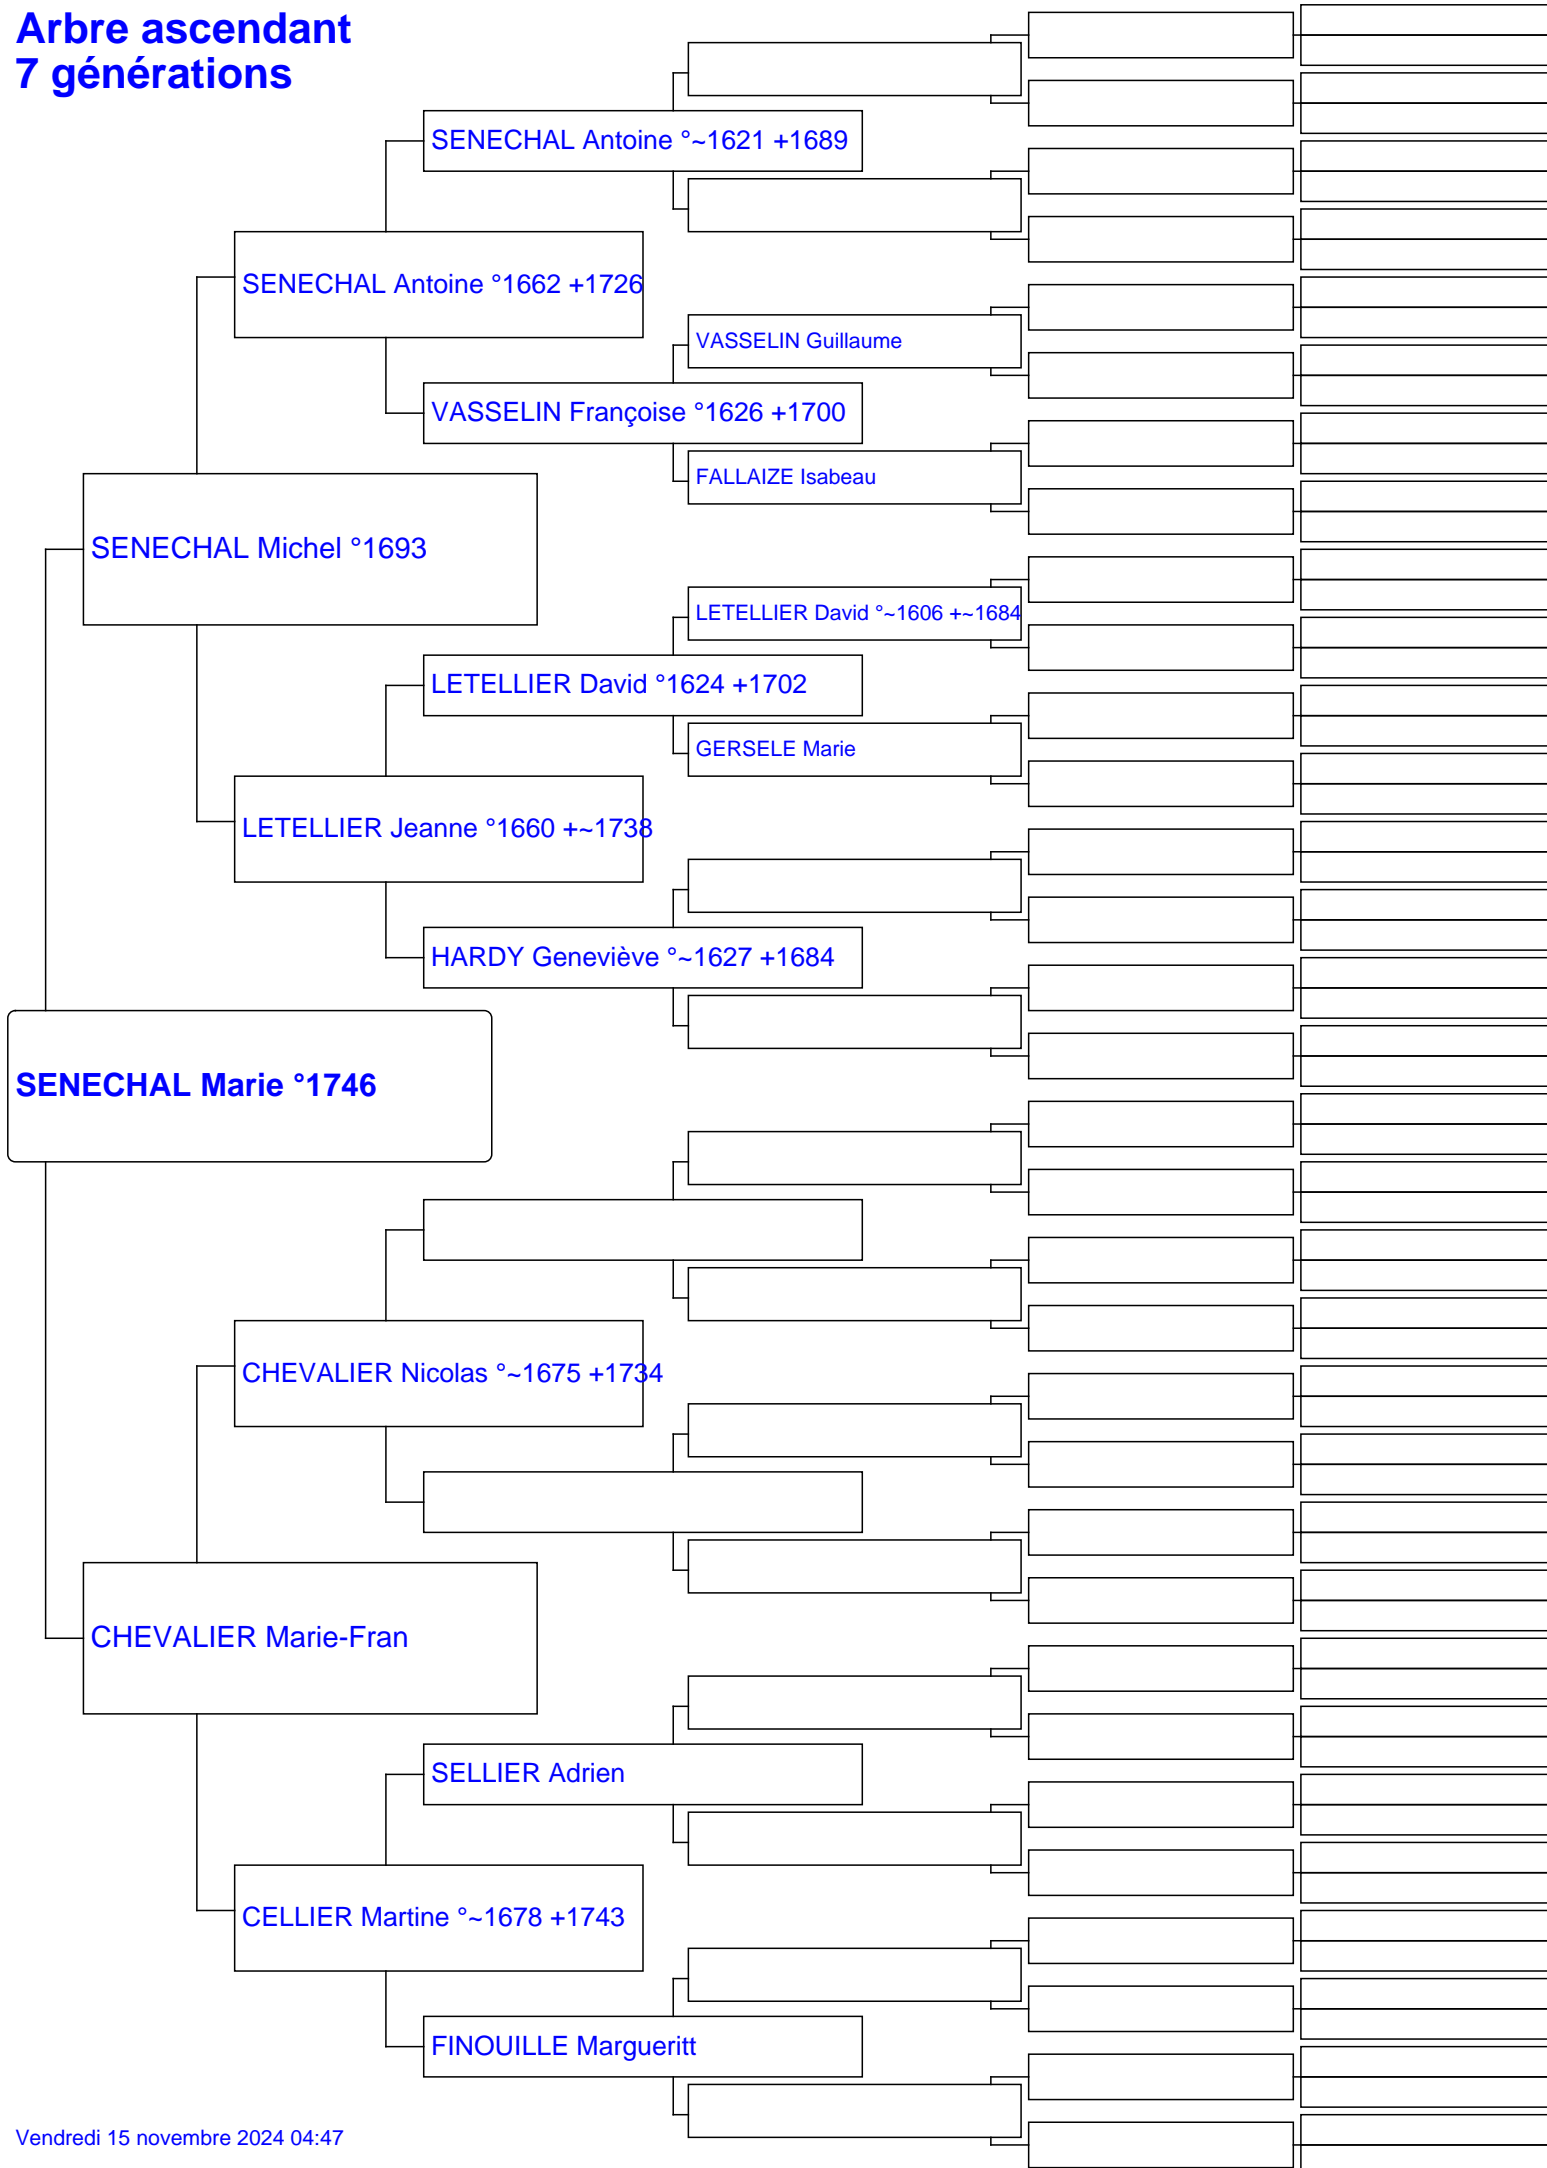 Arbre ascendant
7 générations
SENECHAL Antoine °~1621 +1689
SENECHAL Antoine °1662 +1726
VASSELIN Guillaume
VASSELIN Françoise °1626 +1700
FALLAIZE Isabeau
SENECHAL Michel °1693
LETELLIER David °~1606 +~1684
LETELLIER David °1624 +1702
GERSELE Marie
LETELLIER Jeanne °1660 +~1738
HARDY Geneviève °~1627 +1684
SENECHAL Marie °1746
CHEVALIER Nicolas °~1675 +1734
CHEVALIER Marie-Fran
SELLIER Adrien
CELLIER Martine °~1678 +1743
FINOUILLE Margueritt
Vendredi 15 novembre 2024 04:47